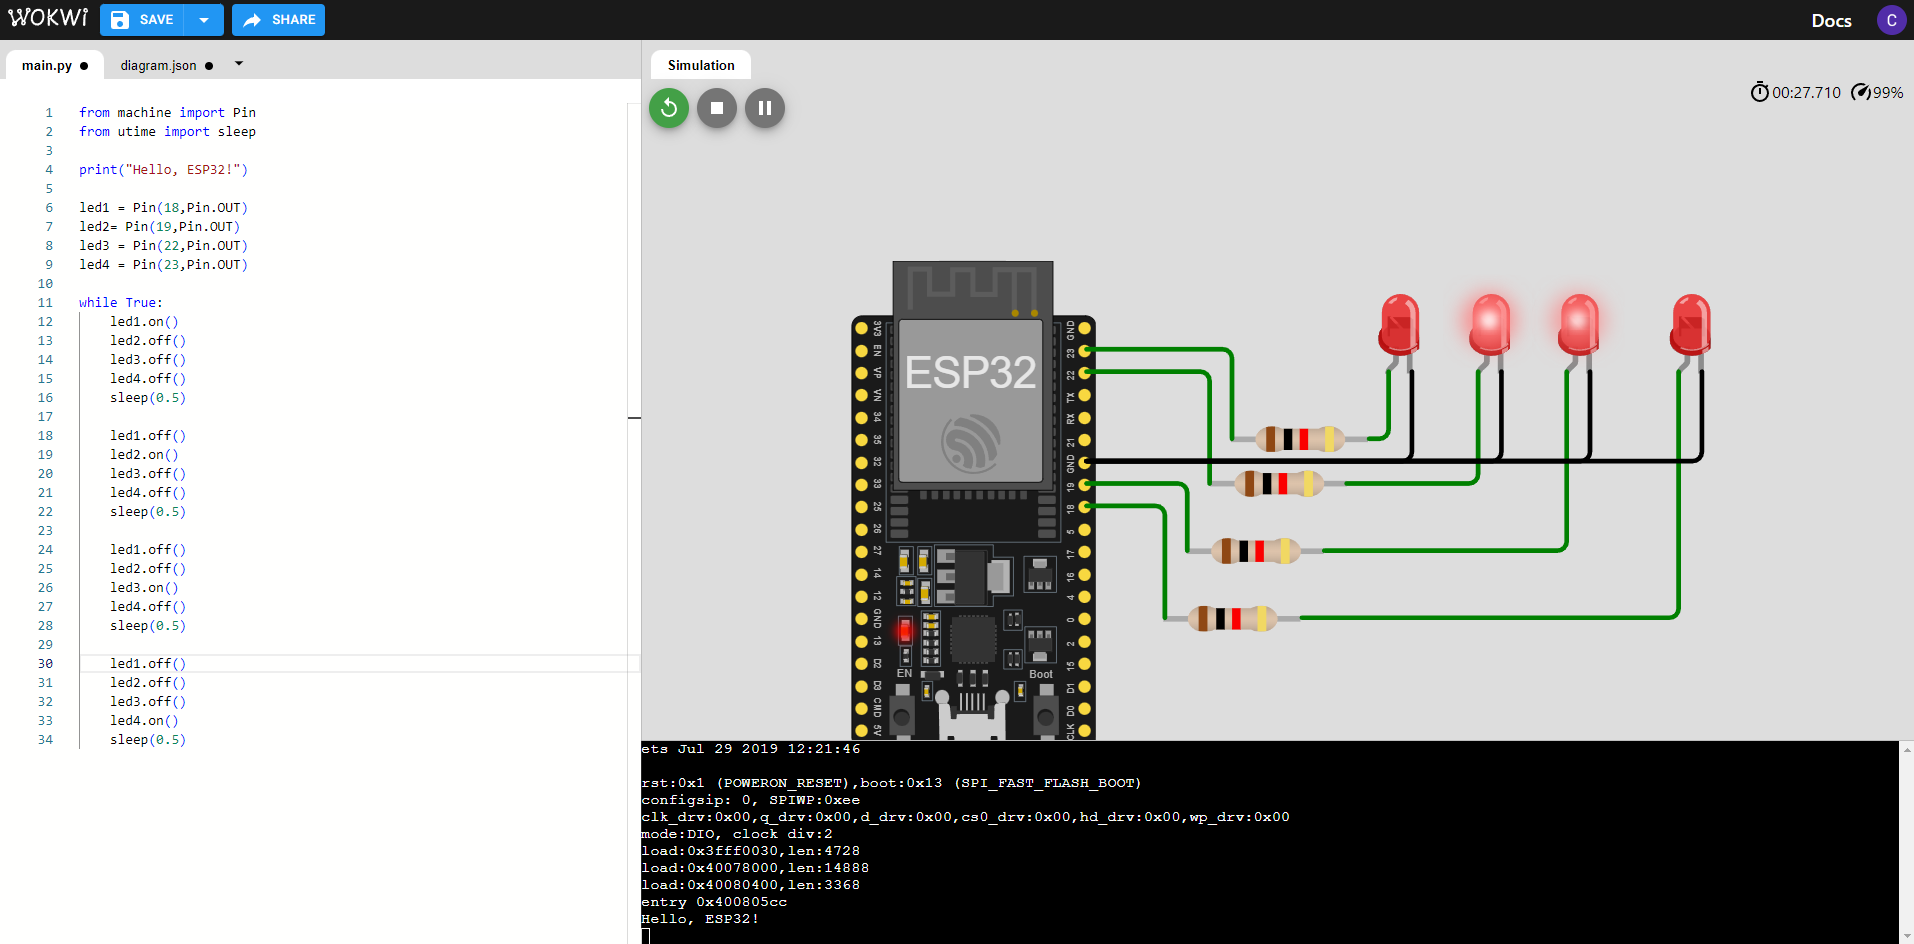 WOKWI SAVE SHARE Docs C
main.py diagram.json
Simulation
00:27.710 99%
1 from machine import Pin
2 from utime import sleep
3
4 print("Hello, ESP32!")
5
6 led1 = Pin(18,Pin.OUT)
7 led2= Pin(19,Pin.OUT)
8 led3 = Pin(22,Pin.OUT)
9 led4 = Pin(23,Pin.OUT)
10
11 while True:
12 led1.on()
13 led2.off()
14 led3.off()
15 led4.off()
16 sleep(0.5)
17
18 led1.off()
19 led2.on()
20 led3.off()
21 led4.off()
22 sleep(0.5)
23
24 led1.off()
25 led2.off()
26 led3.on()
27 led4.off()
28 sleep(0.5)
29
30 led1.off()
31 led2.off()
32 led3.off()
33 led4.on()
34 sleep(0.5)
ESP32
3V3
EN
VP
VN
34
35
32
33
25
26
27
14
12
GND
13
D2
D3
CMD
5V
GND
23
22
TX
RX
21
GND
19
18
5
17
16
4
0
2
15
D1
D0
CLK
EN
Boot
ets Jul 29 2019 12:21:46
rst:0x1 (POWERON_RESET),boot:0x13 (SPI_FAST_FLASH_BOOT)
configsip: 0, SPIWP:0xee
clk_drv:0x00,q_drv:0x00,d_drv:0x00,cs0_drv:0x00,hd_drv:0x00,wp_drv:0x00
mode:DIO, clock div:2
load:0x3fff0030,len:4728
load:0x40078000,len:14888
load:0x40080400,len:3368
entry 0x400805cc
Hello, ESP32!